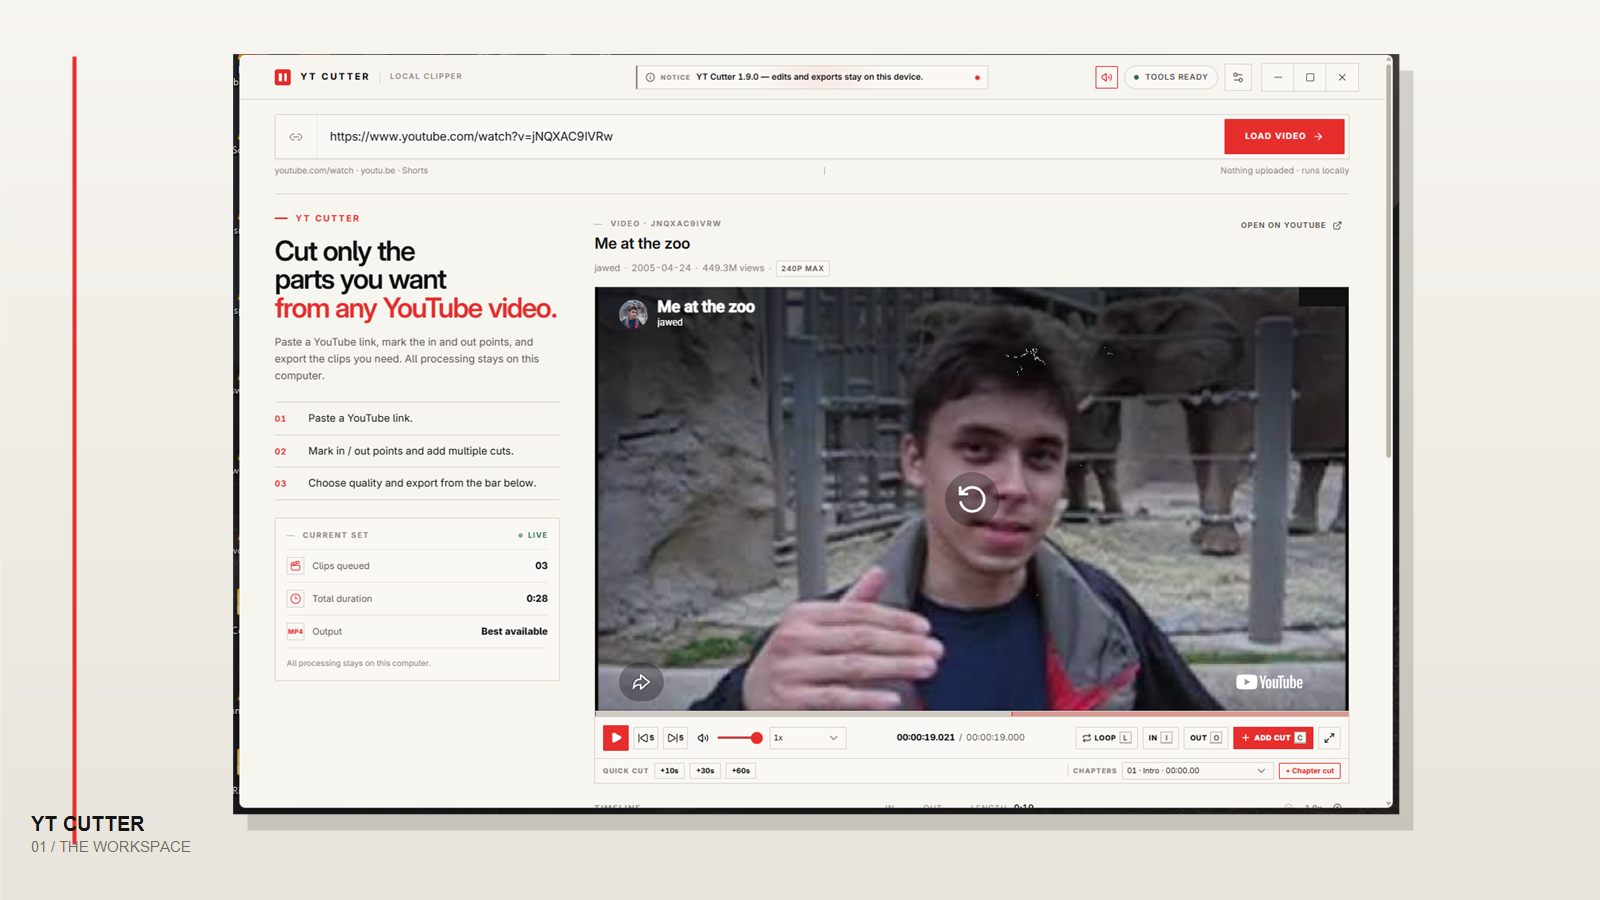 YT CUTTER LOCAL CLIPPER
NOTICE YT Cutter 1.9.0 — edits and exports stay on this device.
TOOLS READY
https://www.youtube.com/watch?v=jNQXAC9IVRw
LOAD VIDEO →
youtube.com/watch · youtu.be · Shorts
Nothing uploaded · runs locally
— YT CUTTER
Cut only the
parts you want
from any YouTube video.
Paste a YouTube link, mark the in and out points, and
export the clips you need. All processing stays on this
computer.
01 Paste a YouTube link.
02 Mark in / out points and add multiple cuts.
03 Choose quality and export from the bar below.
— CURRENT SET • LIVE
Clips queued 03
Total duration 0:28
MP4 Output Best available
All processing stays on this computer.
— VIDEO · JNQXAC9IVRW
OPEN ON YOUTUBE
Me at the zoo
jawed · 2005-04-24 · 449.3M views · 240P MAX
Me at the zoo
jawed
YouTube
5 5 1x 00:00:19.021 / 00:00:19.000 LOOP L IN I OUT O + ADD CUT C
QUICK CUT +10s +30s +60s CHAPTERS 01 · Intro · 00:00.00 + Chapter cut
TIMELINE IN OUT LENGTH 0:19 1.0x
YT CUTTER
01 / THE WORKSPACE